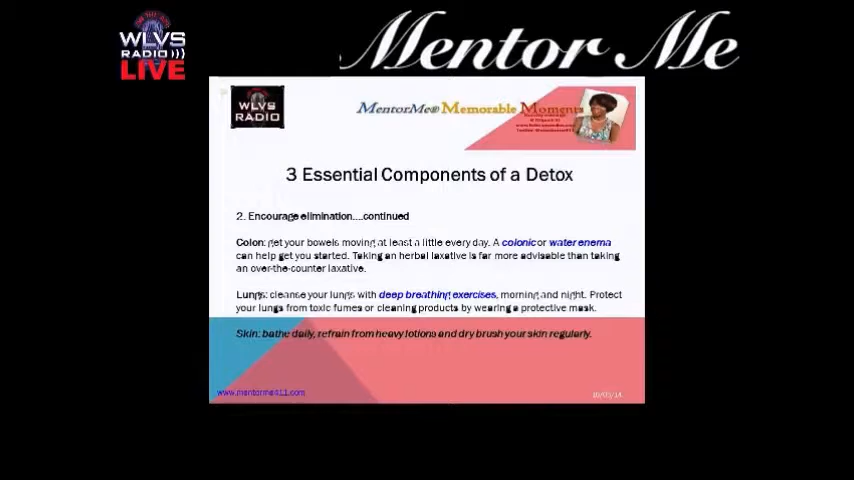 WLVS
RADIO
LIVE
Mentor Me
WLVS
RADIO
MentorMe@ Memorable Moments
3 Essential Components of a Detox
2. Encourage elimination....continued
Colon: get your bowels moving at least a little every day. A colonic or water enema
can help get you started. Taking an herbal laxative is far more advisable than taking
an over-the-counter laxative.
Lungs: cleanse your lungs with deep breathing exercises, morning and night. Protect
your lungs from toxic fumes or cleaning products by wearing a protective mask.
Skin: bathe daily, refrain from heavy lotions and dry brush your skin regularly.
www.mentorme411.com